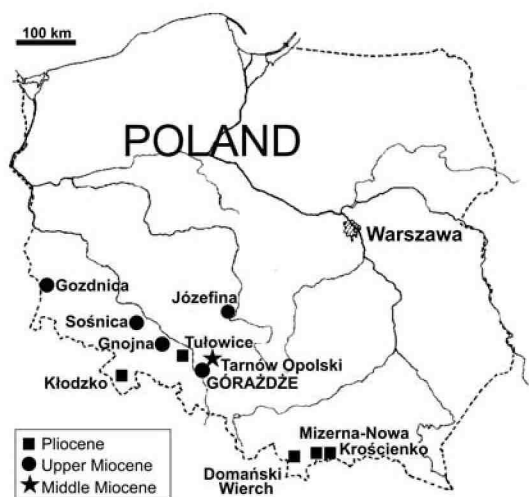 100 km
POLAND
Warszawa
Gozdnica
Józefina
Sośnica
Gnojna
Tułowice
Tarnów Opolski
Kłodzko
GÓRAŻDŻE
Mizerna-Nowa
Krościenko
Domański
Wierch
Pliocene
Upper Miocene
Middle Miocene